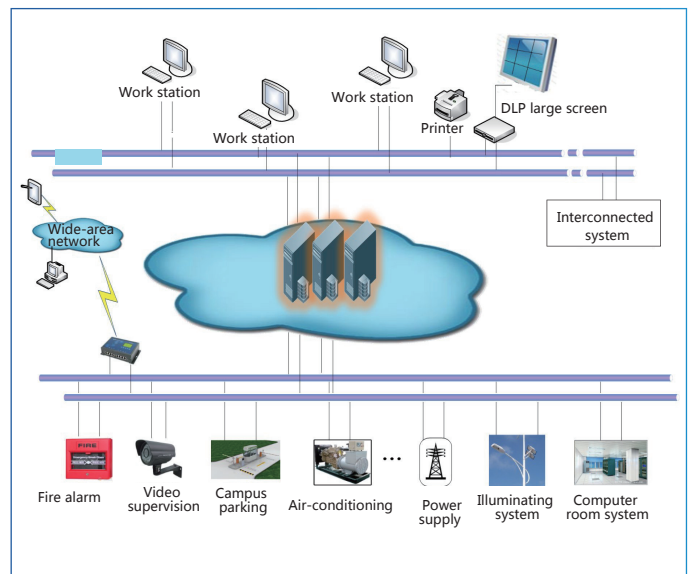 Work station
Work station
Work station
Printer
DLP large screen
Interconnected
system
Wide-area
network
FIRE
Fire alarm
Video
supervision
Campus
parking
Air-conditioning
...
Power
supply
Illuminating
system
Computer
room system